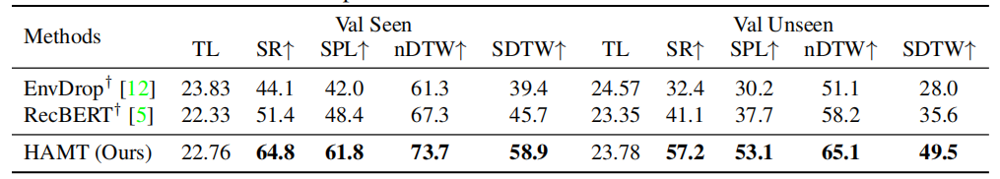 Methods Val Seen Val Unseen
TL SR↑ SPL↑ nDTW↑ SDTW↑ TL SR↑ SPL↑ nDTW↑ SDTW↑
EnvDrop† [12] 23.83 44.1 42.0 61.3 39.4 24.57 32.4 30.2 51.1 28.0
RecBERT† [5] 22.33 51.4 48.4 67.3 45.7 23.35 41.1 37.7 58.2 35.6
HAMT (Ours) 22.76 64.8 61.8 73.7 58.9 23.78 57.2 53.1 65.1 49.5